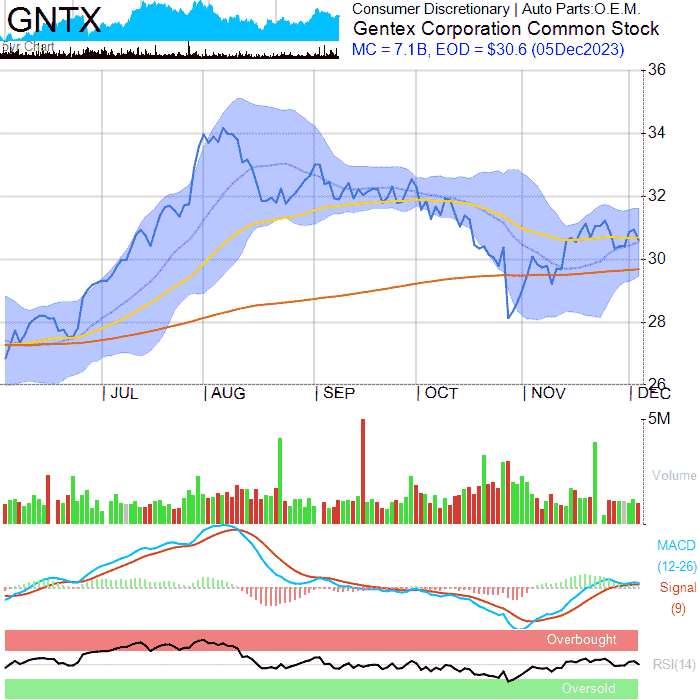 GNTX
5yr Chart
Consumer Discretionary | Auto Parts:O.E.M.
Gentex Corporation Common Stock
MC = 7.1B, EOD = $30.6 (05Dec2023)
36
34
32
30
28
26
JUL AUG SEP OCT NOV DEC
5M
Volume
MACD
(12-26)
Signal
(9)
Overbought
RSI(14)
Oversold